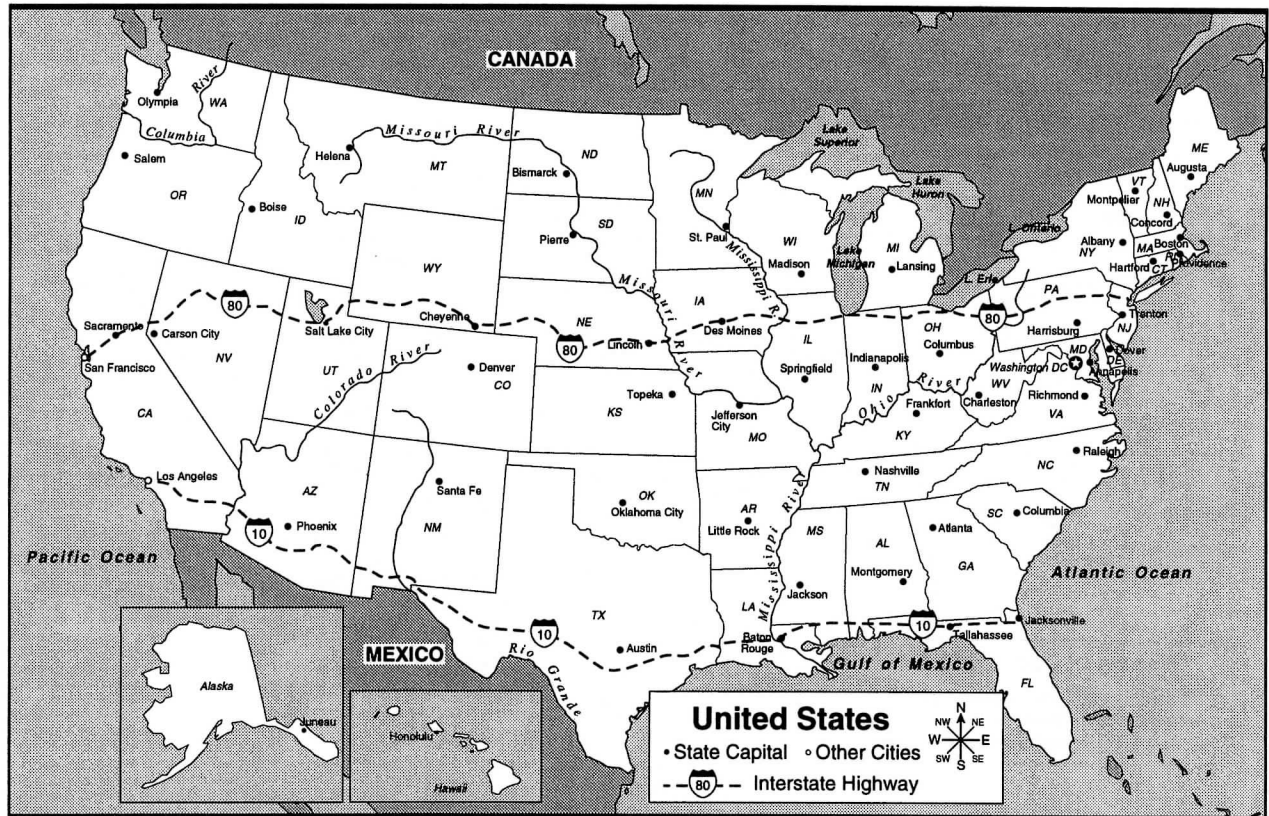 CANADA
Olympia
River
WA
Columbia
Salem
OR
Boise
ID
Helena
Missouri River
MT
ND
Bismarck
SD
Pierre
WY
MN
St. Paul
Mississippi R.
WI
Madison
Lake
Superior
Lake
Huron
Lake
Michigan
MI
Lansing
L. Ontario
L. Erie
ME
Augusta
VT
Montpelier
NH
Concord
Albany
NY
MA
Boston
Hartford
CT
RI
Providence
PA
Trenton
NJ
Harrisburg
80
Sacramento
Carson City
San Francisco
NV
CA
80
Salt Lake City
UT
Colorado River
Cheyenne
Denver
CO
NE
80
Lincoln
Missouri
River
IA
Des Moines
IL
Springfield
Indianapolis
IN
OH
Columbus
Ohio River
Washington DC
MD
Dover
DE
Annapolis
WV
Charleston
Richmond
VA
Frankfort
KY
Topeka
KS
Jefferson
City
MO
Los Angeles
AZ
Phoenix
10
Santa Fe
NM
OK
Oklahoma City
AR
Little Rock
Mississippi River
Nashville
TN
Raleigh
NC
SC
Columbia
MS
Jackson
AL
Montgomery
Atlanta
GA
Pacific Ocean
Atlantic Ocean
TX
10
Austin
LA
Baton
Rouge
10
Tallahassee
Jacksonville
FL
Gulf of Mexico
MEXICO
Rio Grande
Alaska
Juneau
Honolulu
Hawaii
United States
N
NW NE
W E
SW SE
S
State Capital Other Cities
80 Interstate Highway